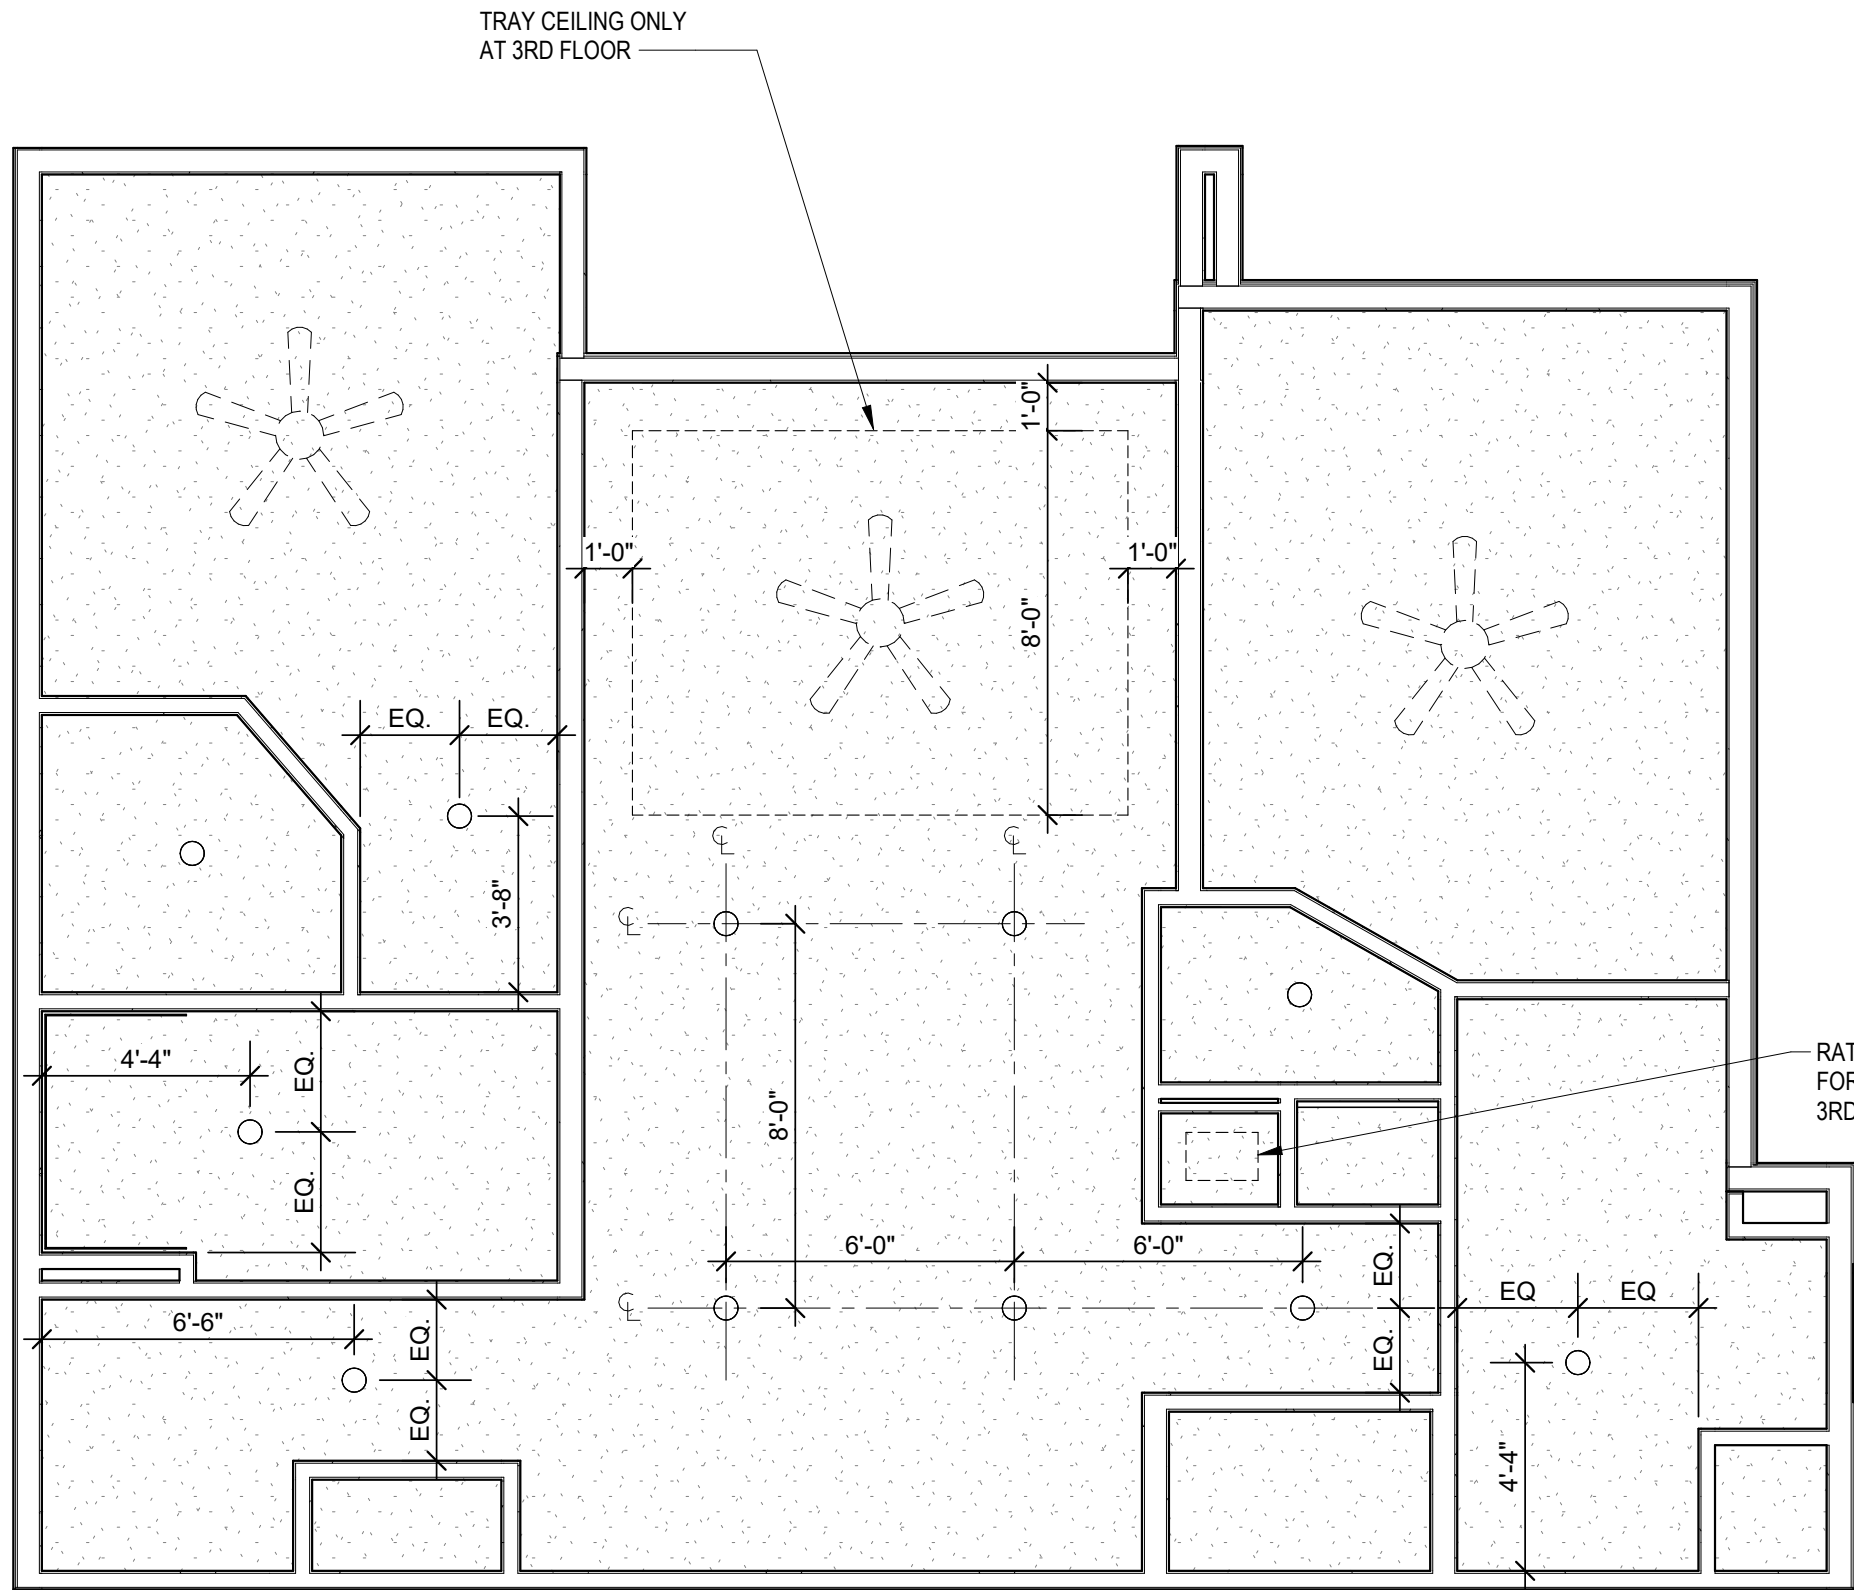 TRAY CEILING ONLY
AT 3RD FLOOR
1'-0"
1'-0"
1'-0"
8'-0"
EQ.
EQ.
3'-8"
℄
℄
℄
4'-4"
EQ.
EQ.
8'-0"
RAT
FOR
3RD
6'-0"
6'-0"
EQ.
EQ.
℄
EQ
EQ
6'-6"
EQ.
EQ.
4'-4"